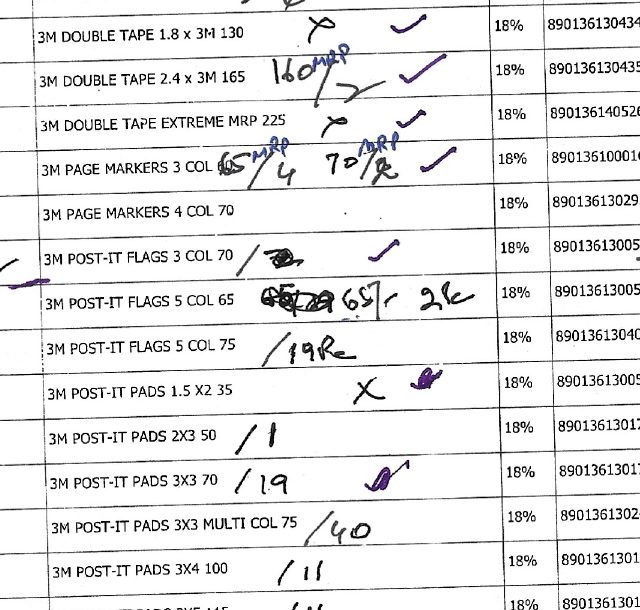 3M DOUBLE TAPE 1.8 x 3M 130 x ✓ 18% 890136130434
3M DOUBLE TAPE 2.4 x 3M 165 160 MRP / 2 ✓ 18% 890136130435
3M DOUBLE TAPE EXTREME MRP 225 x ✓ 18% 890136140526
3M PAGE MARKERS 3 COL 65 MRP / 4 70 MRP / ✓ 18% 890136100016
3M PAGE MARKERS 4 COL 70 18% 89013613029
3M POST-IT FLAGS 3 COL 70 / ✓ 18% 89013613005
3M POST-IT FLAGS 5 COL 65 65/- 18% 89013613005
3M POST-IT FLAGS 5 COL 75 /19 18% 89013613040
3M POST-IT PADS 1.5 X2 35 X 18% 89013613005
3M POST-IT PADS 2X3 50 /1 18% 89013613017
3M POST-IT PADS 3X3 70 /19 18% 89013613017
3M POST-IT PADS 3X3 MULTI COL 75 /40 18% 8901361302
3M POST-IT PADS 3X4 100 /11 18% 8901361301
18% 8901361301